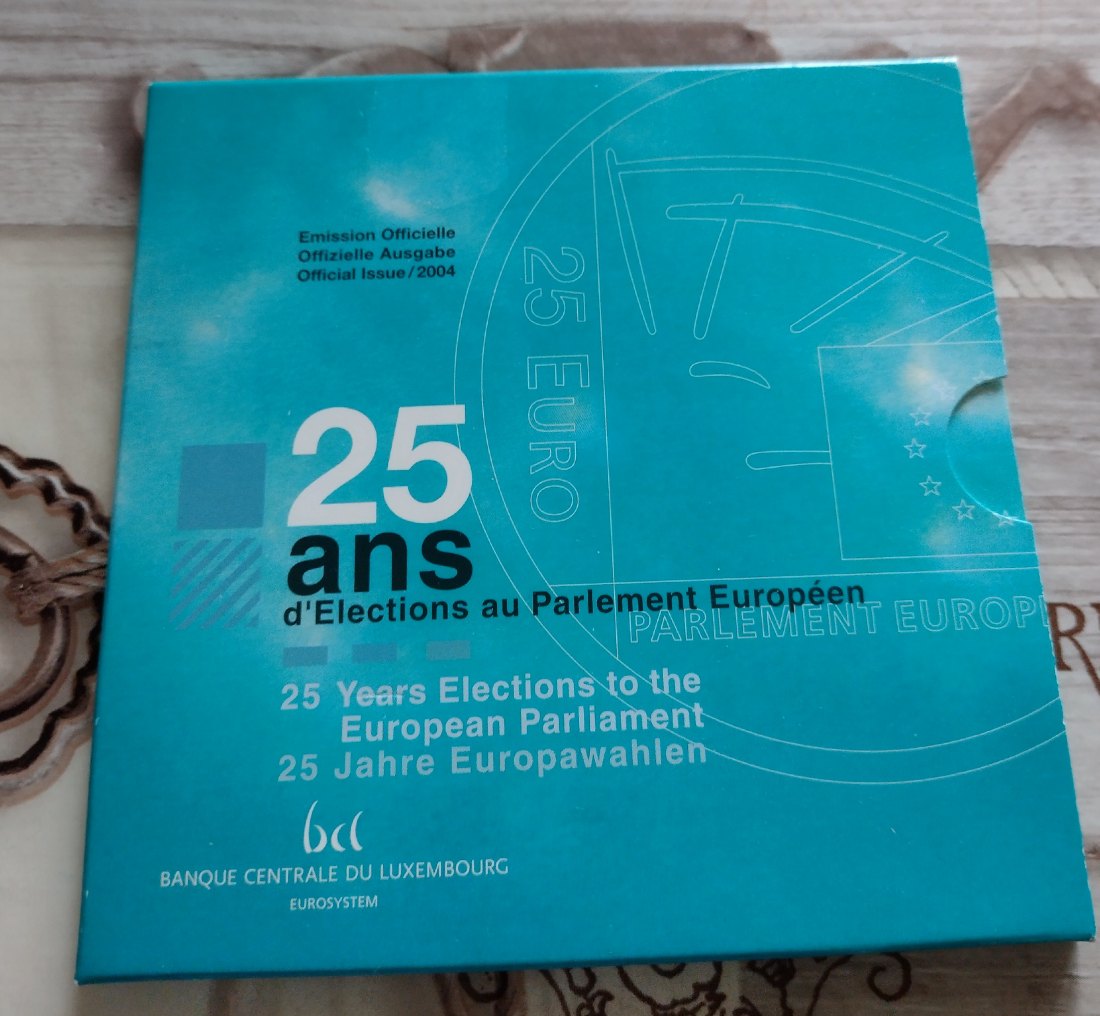 Emission Officielle
Offizielle Ausgabe
Official Issue/2004
25 EURO
25
ans
d'Elections au Parlement Européen
PARLEMENT EUROP
25 Years Elections to the
European Parliament
25 Jahre Europawahlen
bcl
BANQUE CENTRALE DU LUXEMBOURG
EUROSYSTEM